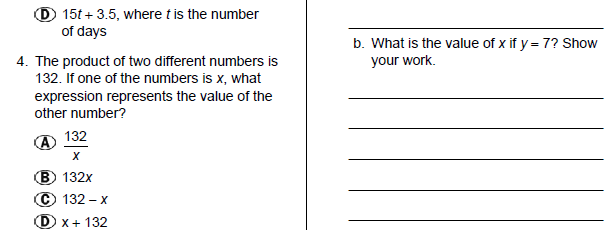 D 15t + 3.5, where t is the number
of days
4. The product of two different numbers is
132. If one of the numbers is x, what
expression represents the value of the
other number?
A 132
x
B 132x
C 132 – x
D x + 132
b. What is the value of x if y = 7? Show
your work.